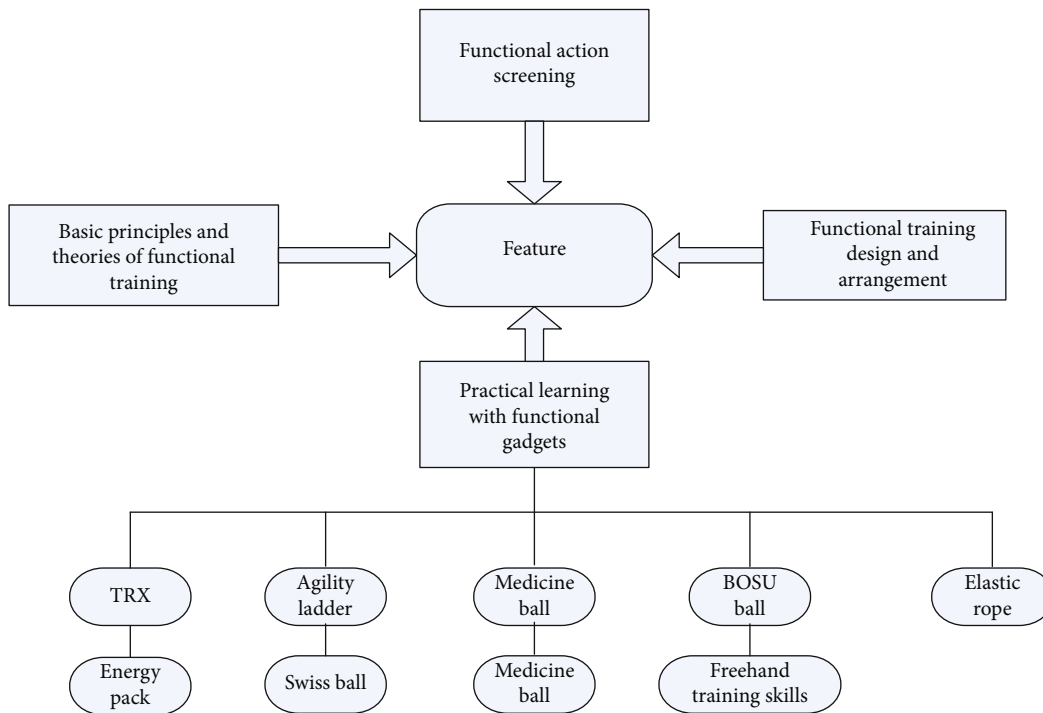 Functional action
screening
Basic principles and
theories of functional
training
Feature
Functional training
design and
arrangement
Practical learning
with functional
gadgets
TRX
Agility
ladder
Medicine
ball
BOSU
ball
Elastic
rope
Energy
pack
Swiss ball
Medicine
ball
Freehand
training skills